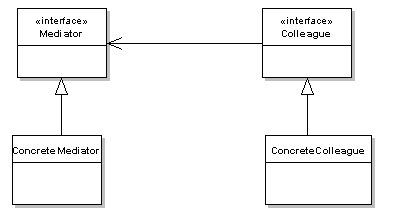 «interface»
Mediator
«interface»
Colleague
ConcreteMediator
ConcreteColleague